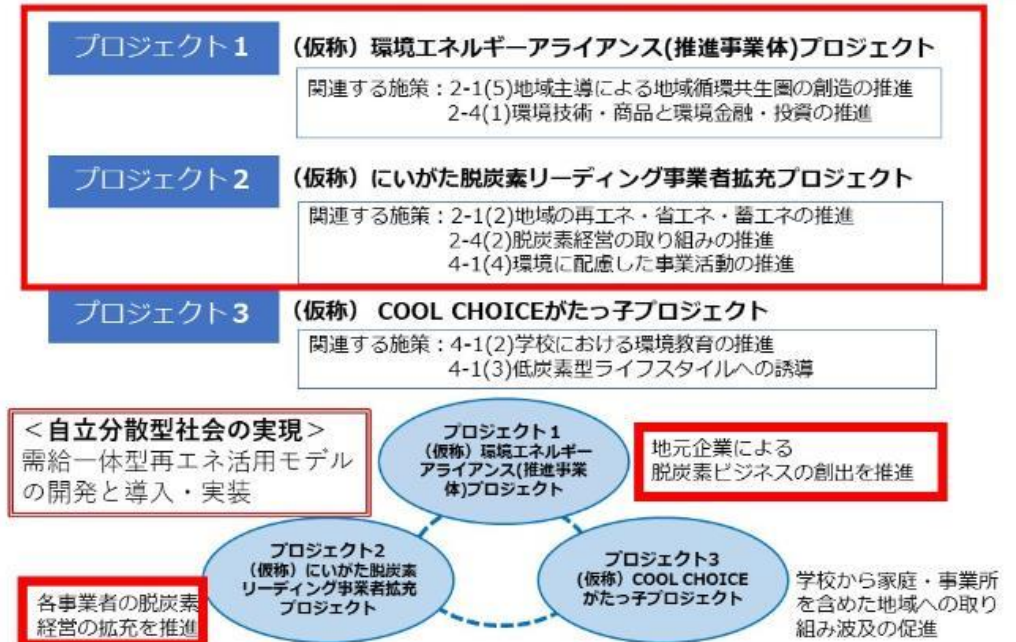 プロジェクト1
（仮称）環境エネルギーアライアンス(推進事業体)プロジェクト
関連する施策：2-1(5)地域主導による地域循環共生圏の創造の推進
2-4(1)環境技術・商品と環境金融・投資の推進
プロジェクト2
（仮称）にいがた脱炭素リーディング事業者拡充プロジェクト
関連する施策：2-1(2)地域の再エネ・省エネ・蓄エネの推進
2-4(2)脱炭素経営の取り組みの推進
4-1(4)環境に配慮した事業活動の推進
プロジェクト3
（仮称） COOL CHOICEがたっ子プロジェクト
関連する施策：4-1(2)学校における環境教育の推進
4-1(3)低炭素型ライフスタイルへの誘導
＜自立分散型社会の実現＞
需給一体型再エネ活用モデル
の開発と導入・実装
プロジェクト1
（仮称）環境エネルギー
アライアンス(推進事業
体)プロジェクト
地元企業による
脱炭素ビジネスの創出を推進
プロジェクト2
（仮称）にいがた脱炭素
リーディング事業者拡充
プロジェクト
各事業者の脱炭素
経営の拡充を推進
プロジェクト3
(仮称）COOL CHOICE
がたっ子プロジェクト
学校から家庭・事業所
を含めた地域への取り
組み波及の促進